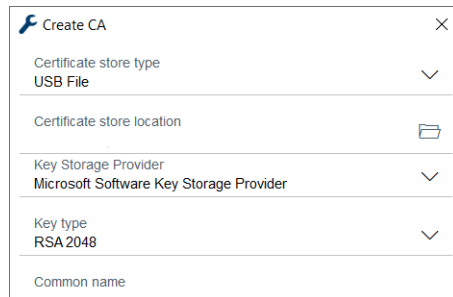 Create CA
Certificate store type
USB File
Certificate store location
Key Storage Provider
Microsoft Software Key Storage Provider
Key type
RSA 2048
Common name